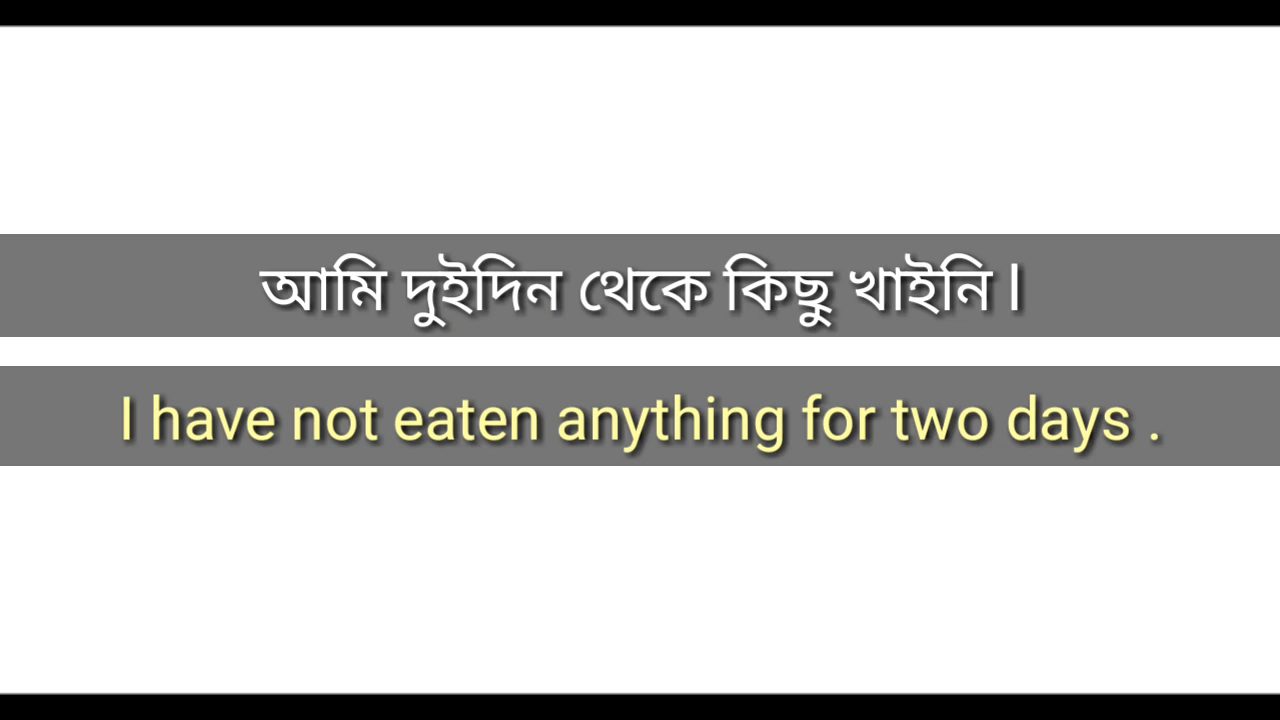 আমি দুইদিন থেকে কিছু খাইনি।
I have not eaten anything for two days .